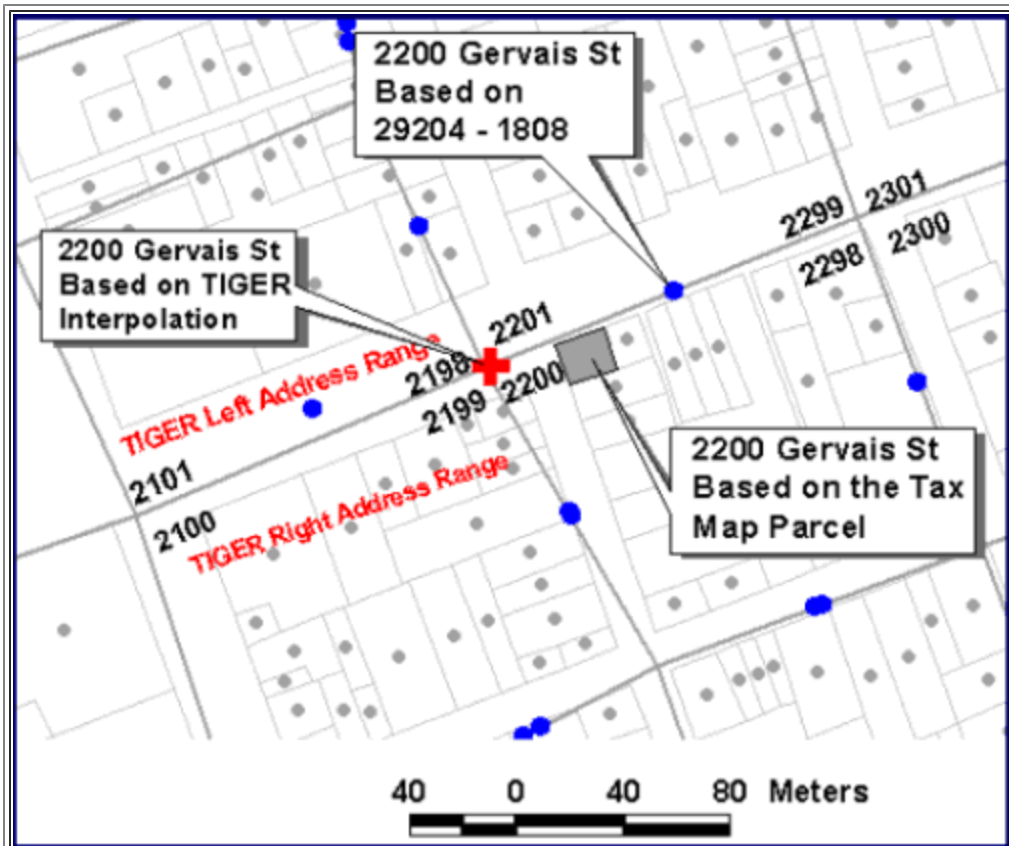 2200 Gervais St
Based on
29204 - 1808
2299
2301
2298
2300
2200 Gervais St
Based on TIGER
Interpolation
2201
2198
2200
2199
TIGER Left Address Range
2101
2100
TIGER Right Address Range
2200 Gervais St
Based on the Tax
Map Parcel
40 0 40 80 Meters